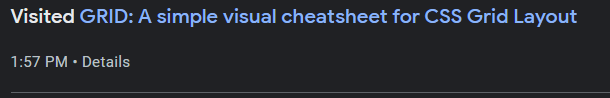 Visited GRID: A simple visual cheatsheet for CSS Grid Layout
1:57 PM • Details